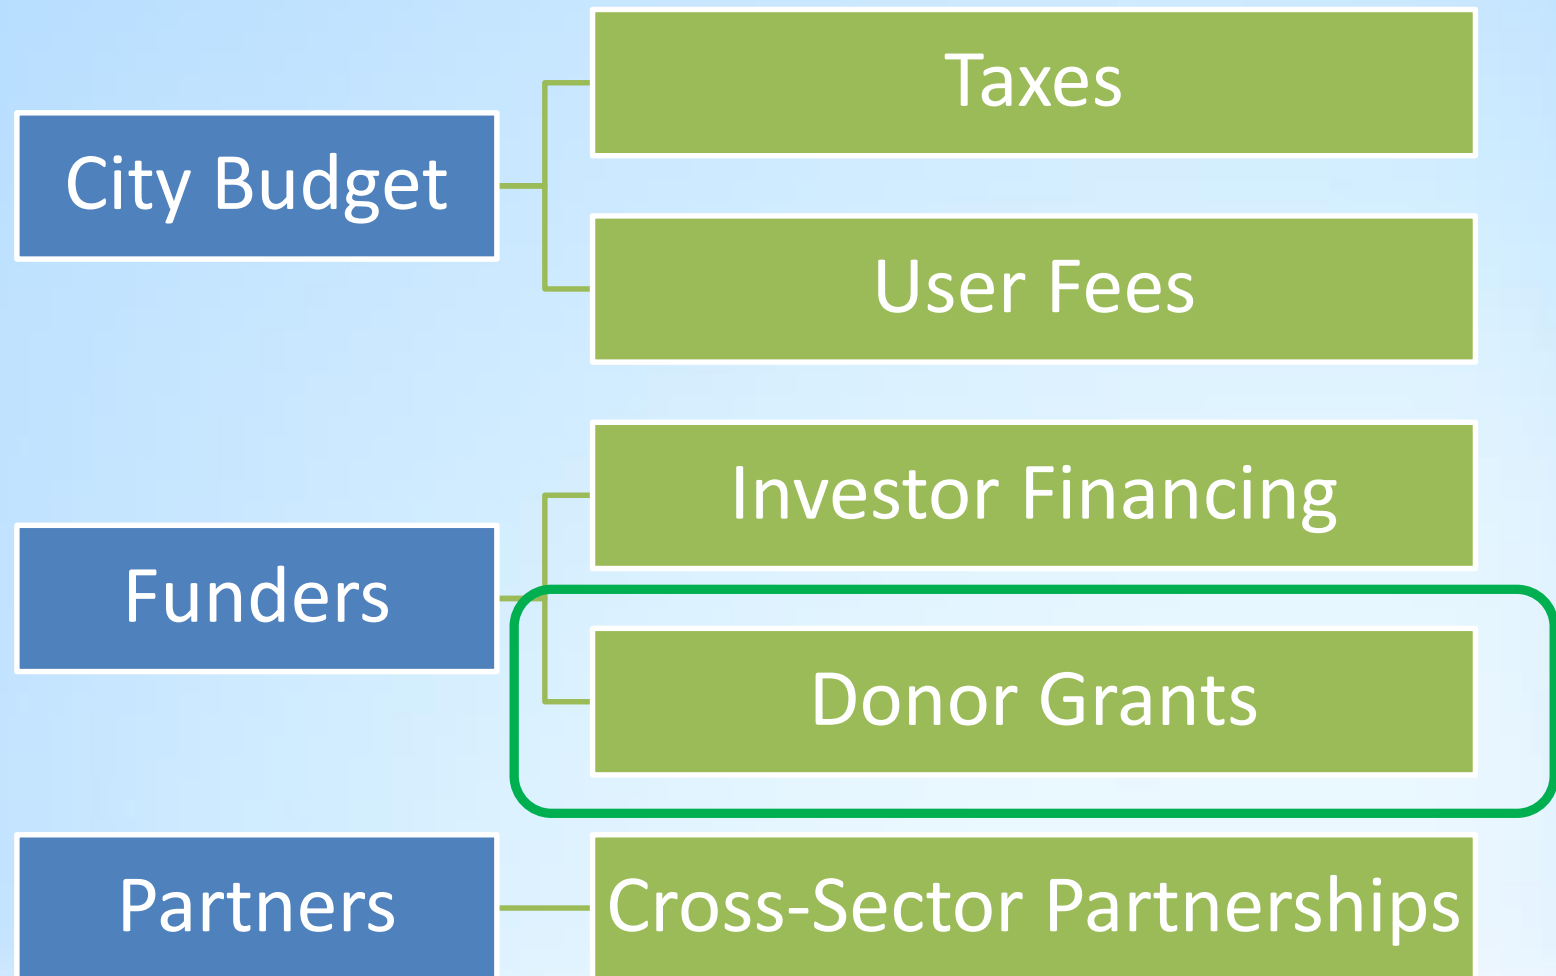 City Budget
Taxes
User Fees
Funders
Investor Financing
Donor Grants
Partners
Cross-Sector Partnerships